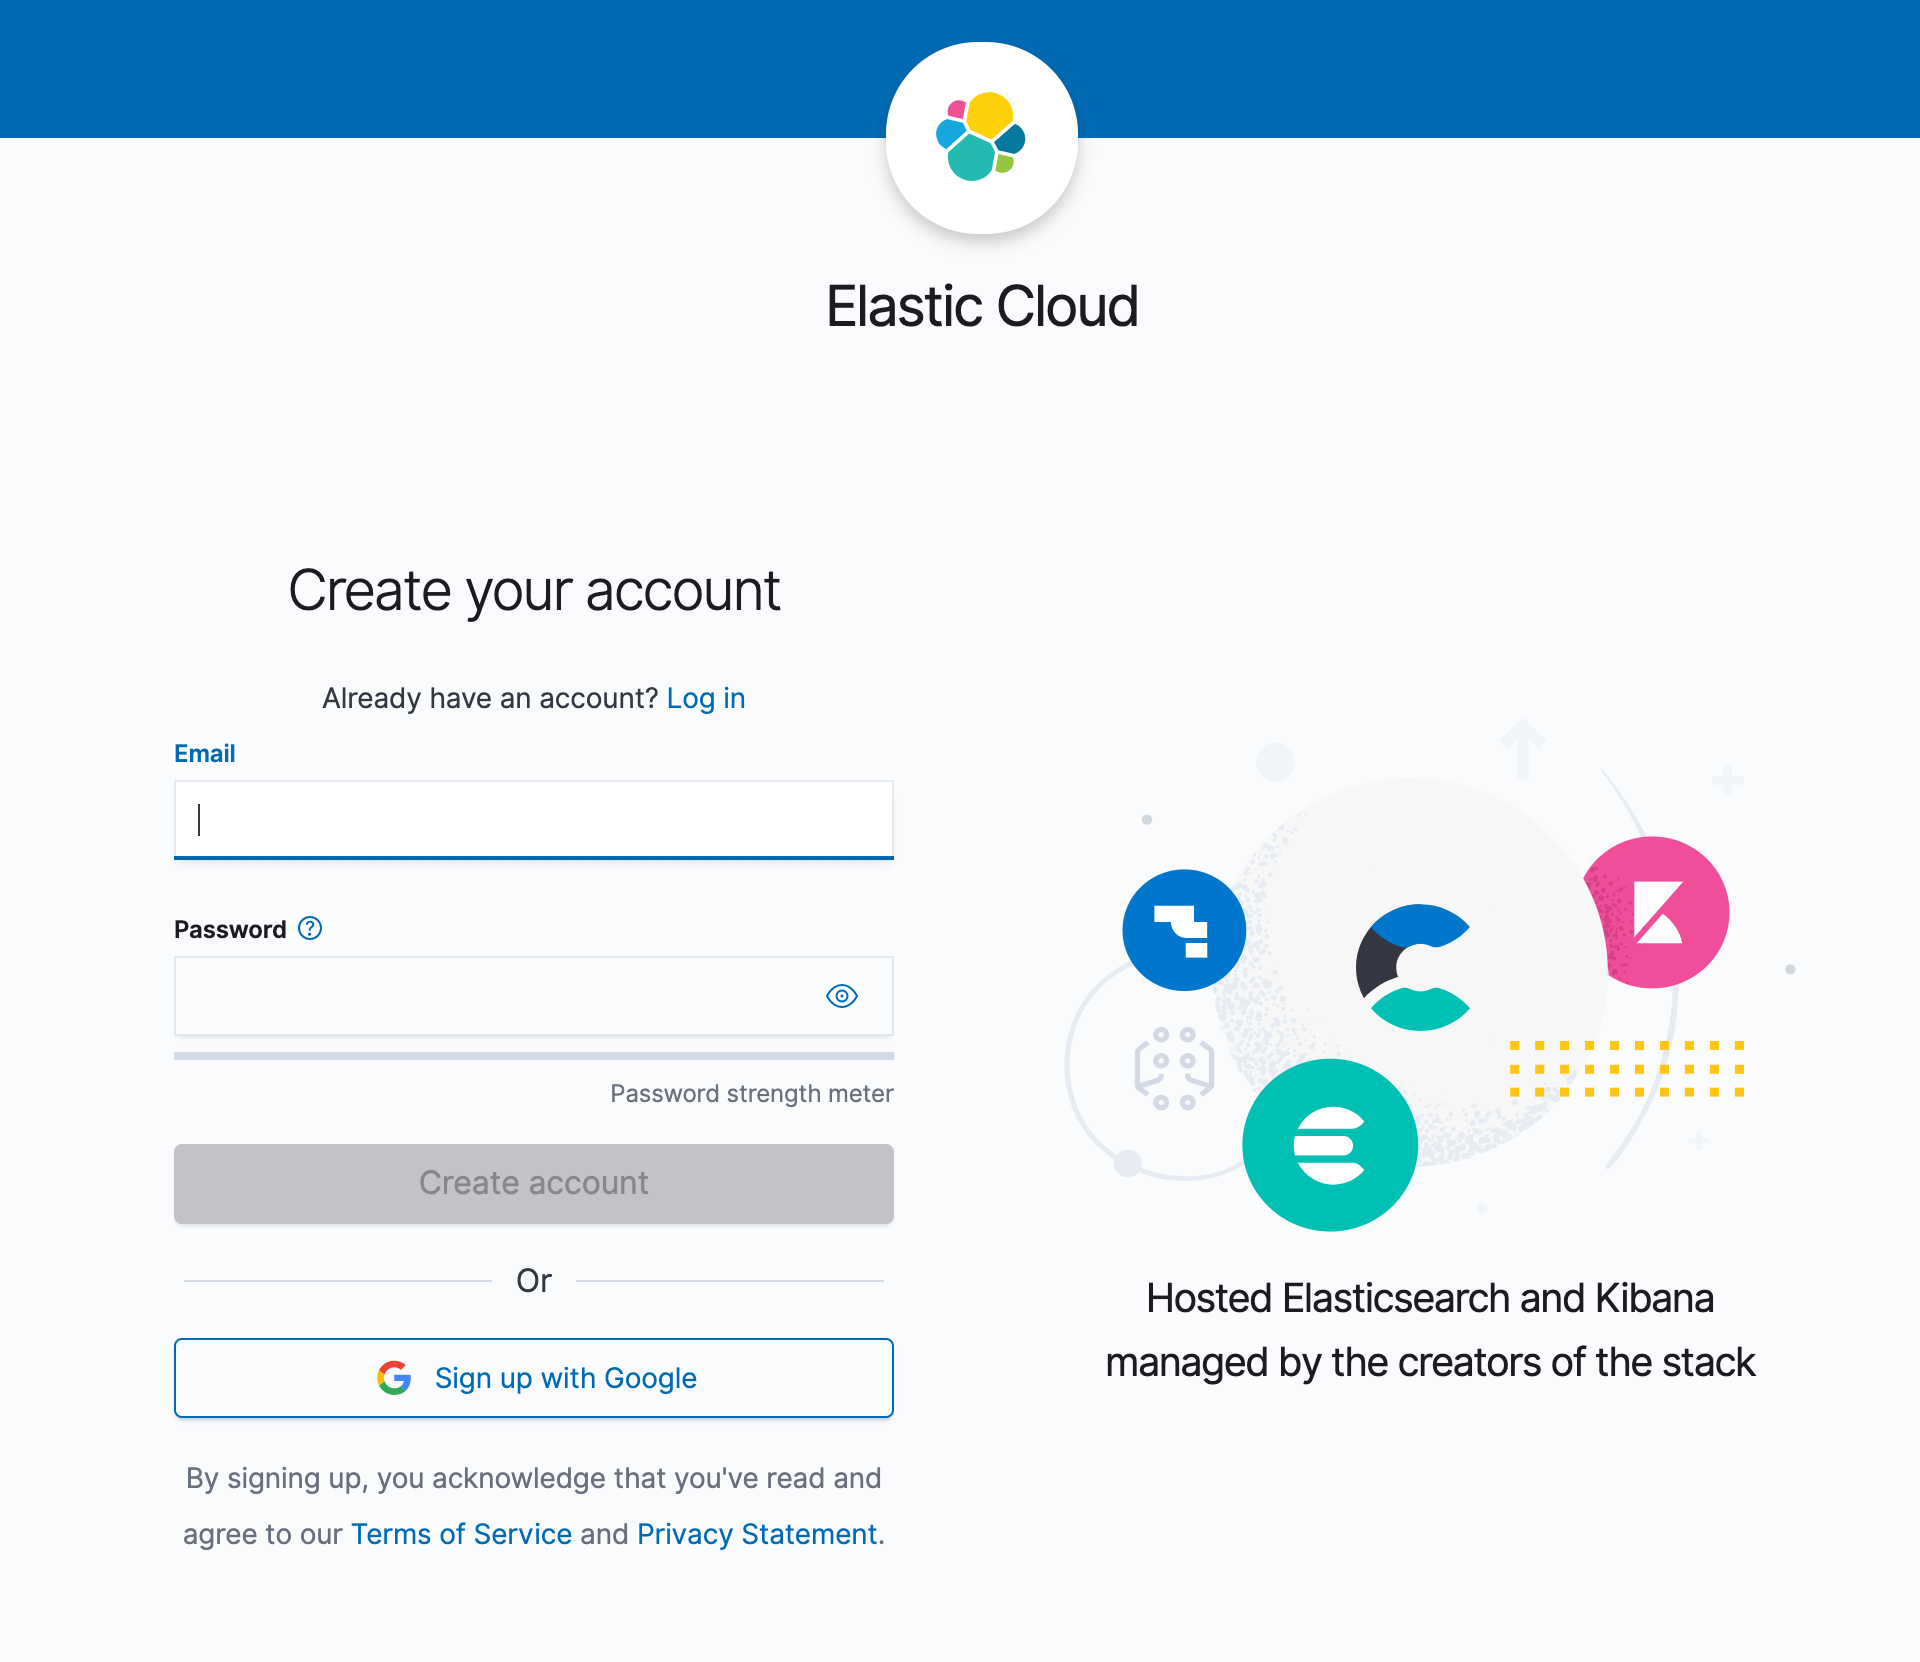 Elastic Cloud
Create your account
Already have an account? Log in
Email
Password
Password strength meter
Create account
Or
Sign up with Google
By signing up, you acknowledge that you've read and
agree to our Terms of Service and Privacy Statement.
Hosted Elasticsearch and Kibana
managed by the creators of the stack